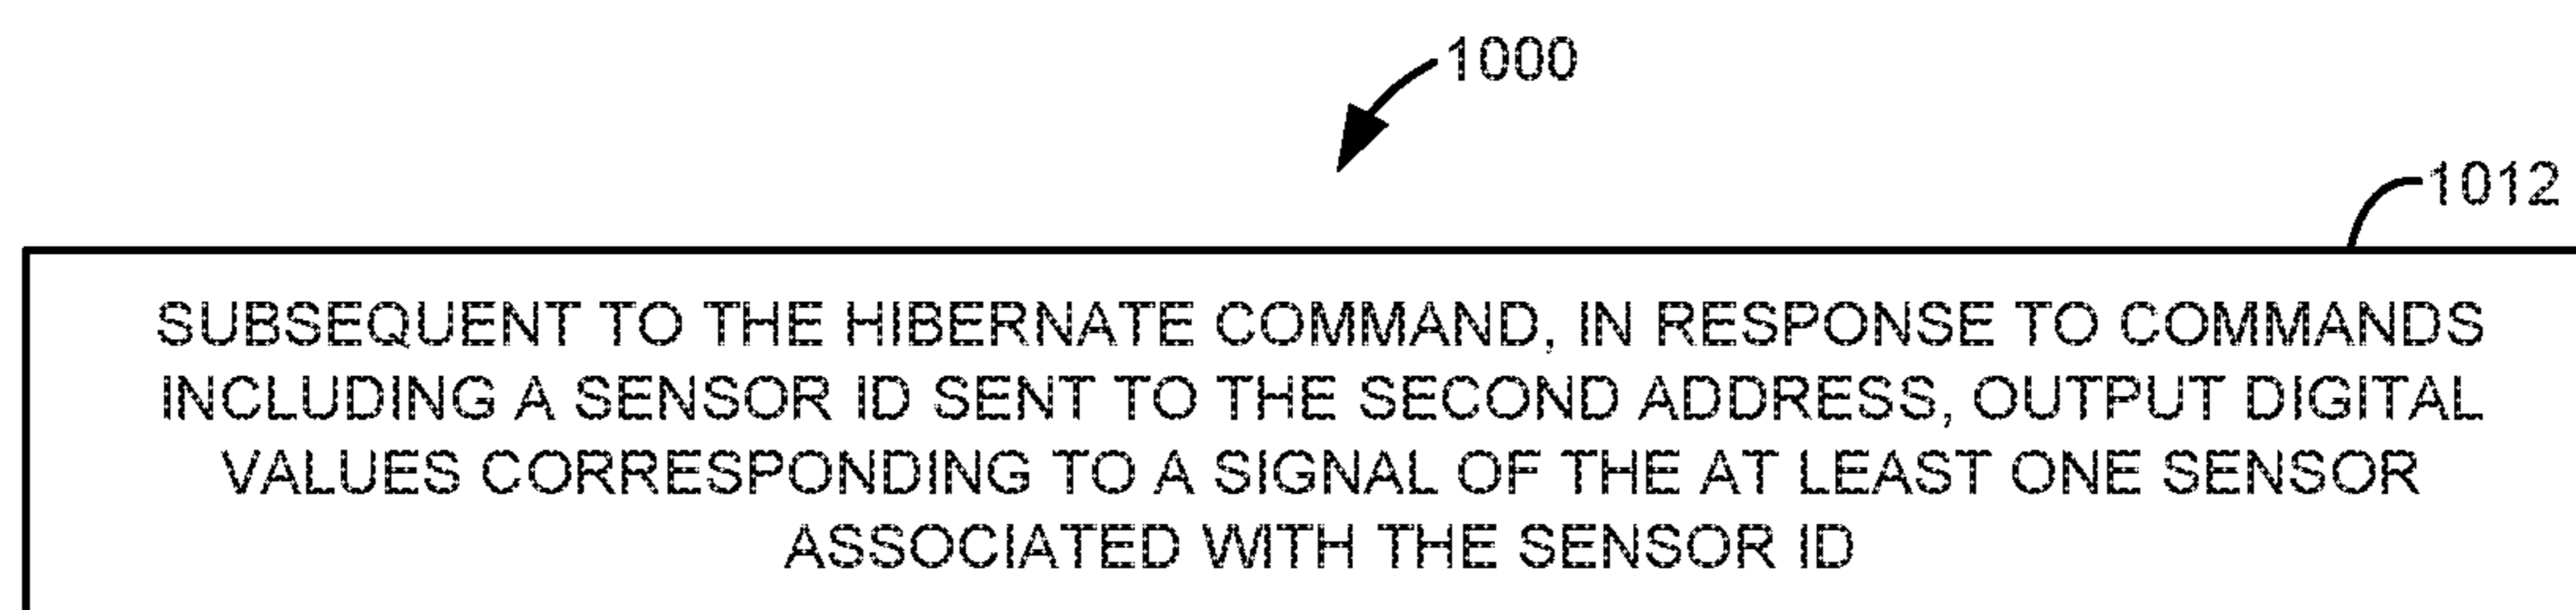 1000
1012
SUBSEQUENT TO THE HIBERNATE COMMAND, IN RESPONSE TO COMMANDS
INCLUDING A SENSOR ID SENT TO THE SECOND ADDRESS, OUTPUT DIGITAL
VALUES CORRESPONDING TO A SIGNAL OF THE AT LEAST ONE SENSOR
ASSOCIATED WITH THE SENSOR ID